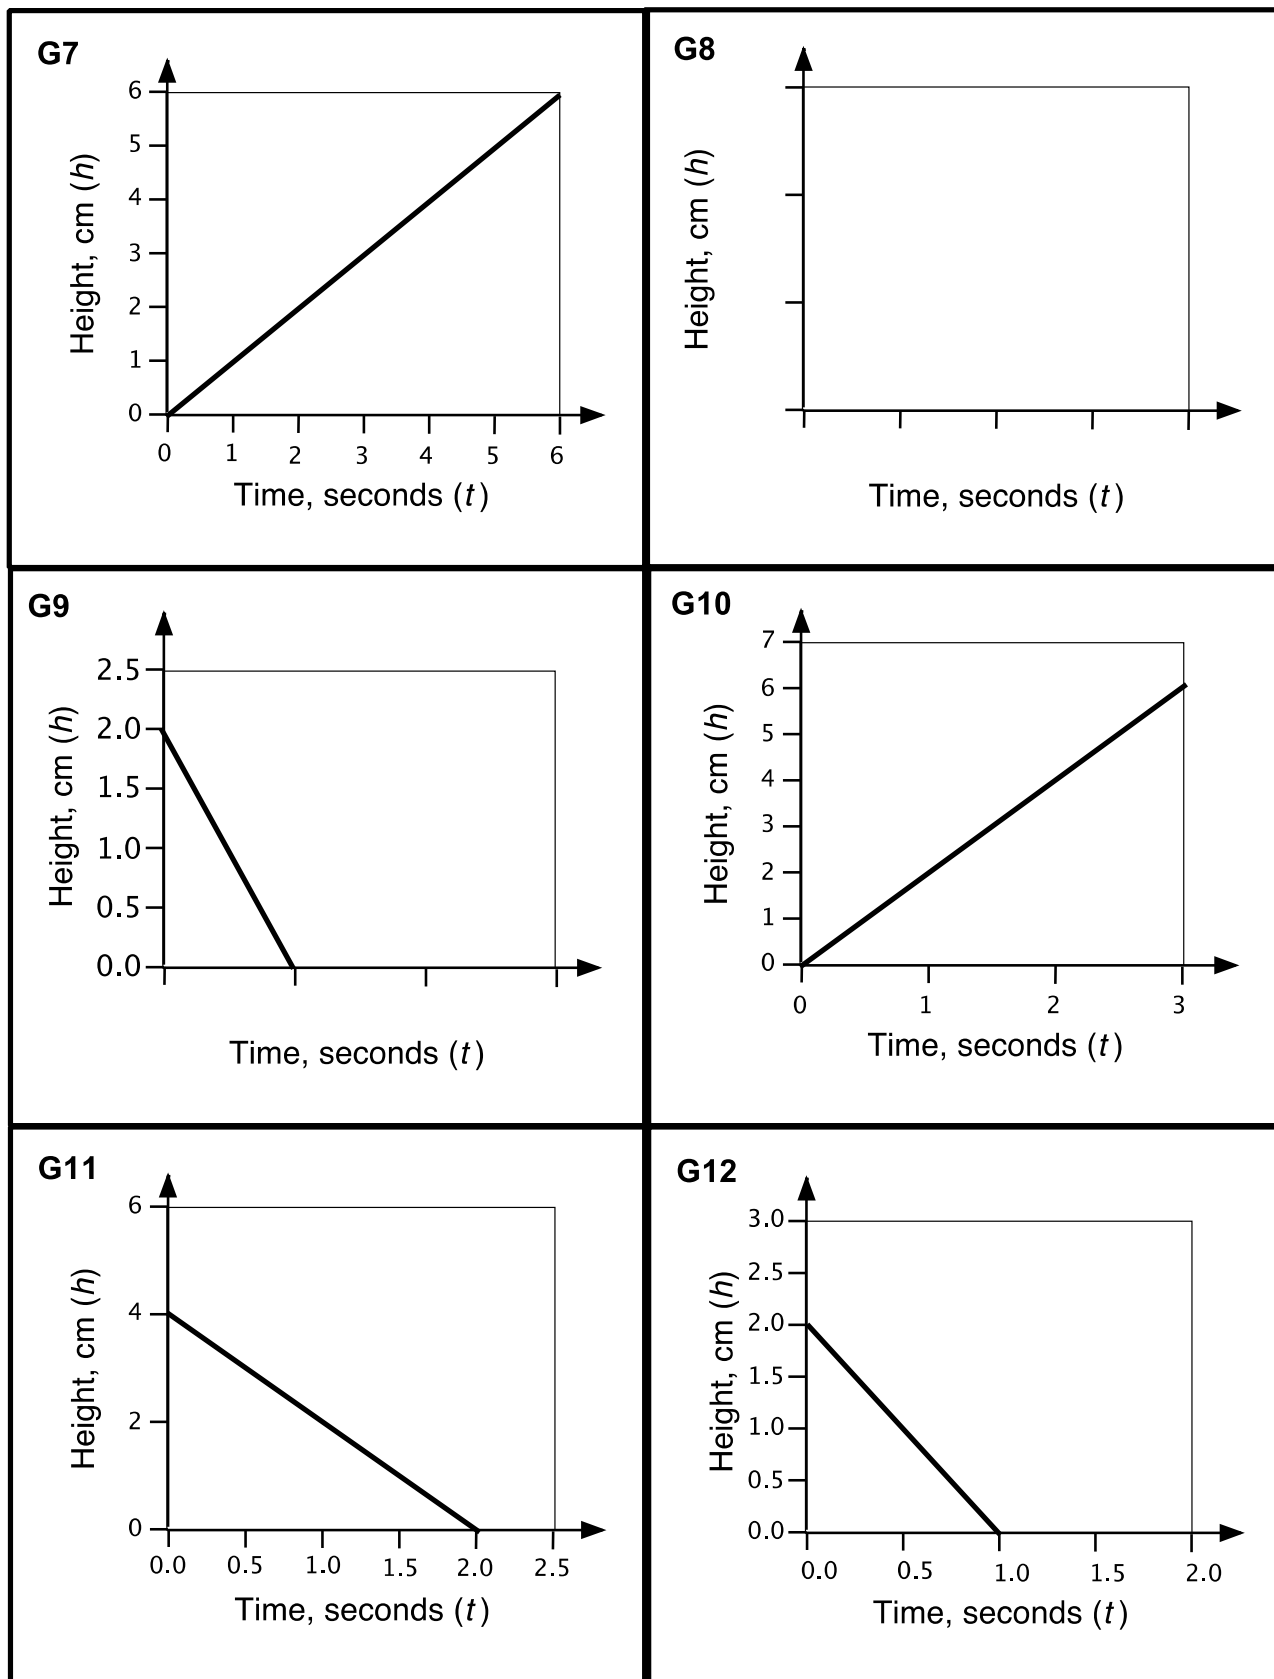 G7
6
5
4
3
2
1
0
Height, cm (h)
0 1 2 3 4 5 6
Time, seconds (t)
G8
Height, cm (h)
Time, seconds (t)
G9
2.5
2.0
1.5
1.0
0.5
0.0
Height, cm (h)
Time, seconds (t)
G10
7
6
5
4
3
2
1
0
Height, cm (h)
0 1 2 3
Time, seconds (t)
G11
6
4
2
0
Height, cm (h)
0.0 0.5 1.0 1.5 2.0 2.5
Time, seconds (t)
G12
3.0
2.5
2.0
1.5
1.0
0.5
0.0
Height, cm (h)
0.0 0.5 1.0 1.5 2.0
Time, seconds (t)